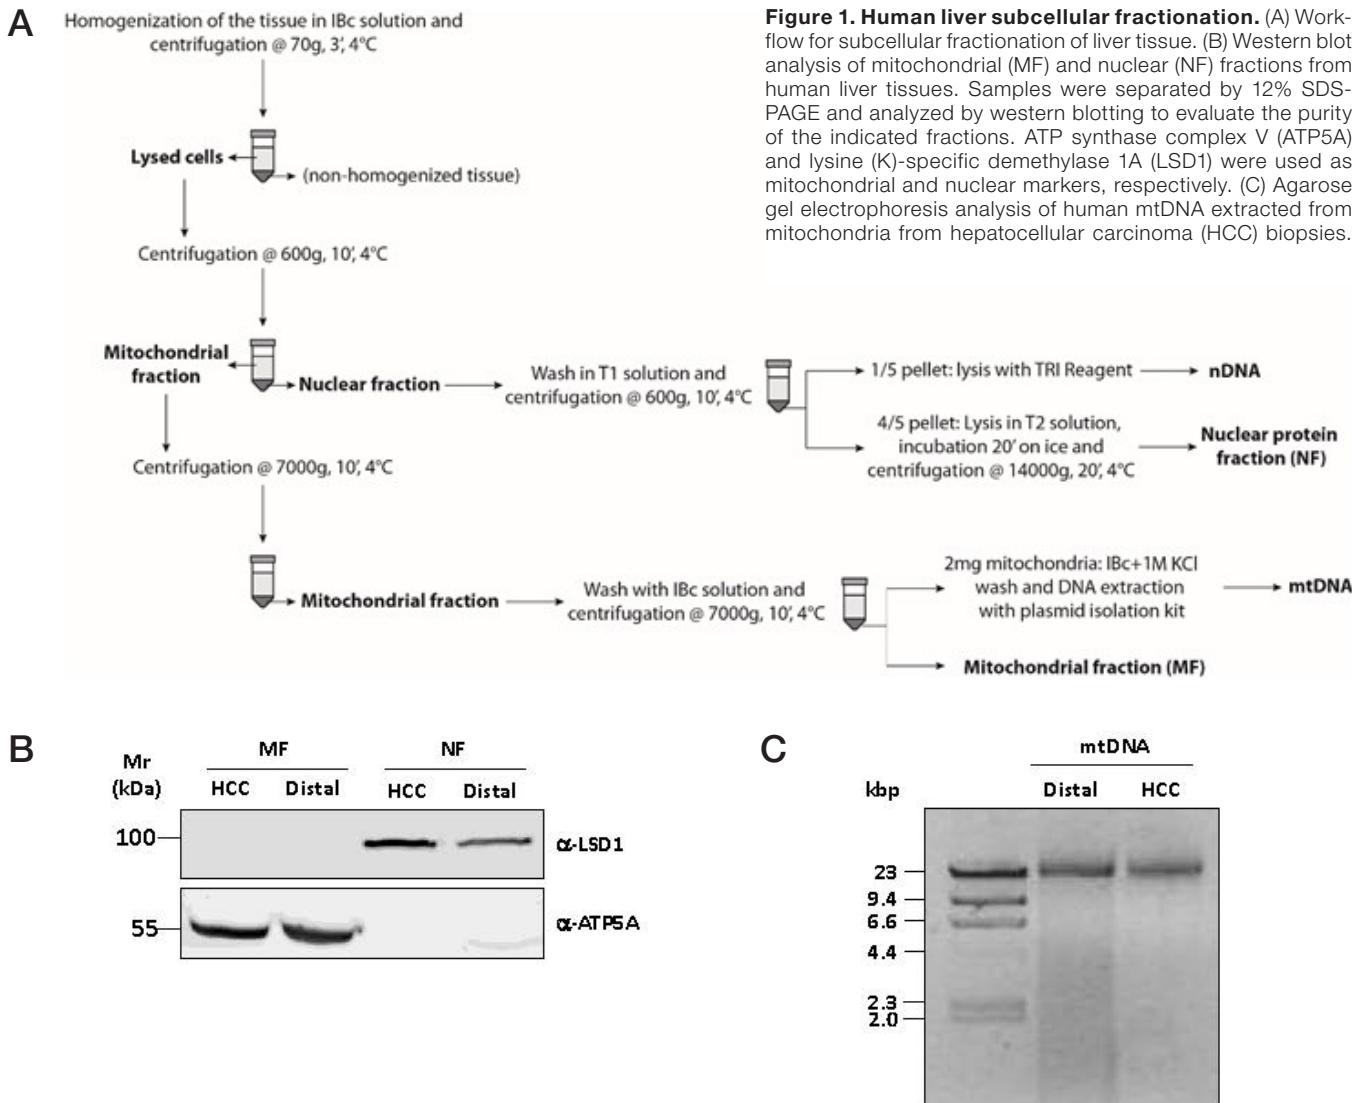 A
Homogenization of the tissue in IBc solution and
centrifugation @ 70g, 3', 4°C
Lysed cells
(non-homogenized tissue)
Centrifugation @ 600g, 10', 4°C
Mitochondrial
fraction
Nuclear fraction
Wash in T1 solution and
centrifugation @ 600g, 10', 4°C
1/5 pellet: lysis with TRI Reagent
nDNA
4/5 pellet: Lysis in T2 solution,
incubation 20' on ice and
centrifugation @ 14000g, 20', 4°C
Nuclear protein
fraction (NF)
Centrifugation @ 7000g, 10', 4°C
Mitochondrial fraction
Wash with IBc solution and
centrifugation @ 7000g, 10', 4°C
2mg mitochondria: IBc+1M KCl
wash and DNA extraction
with plasmid isolation kit
mtDNA
Mitochondrial fraction (MF)
Figure 1. Human liver subcellular fractionation. (A) Work-
flow for subcellular fractionation of liver tissue. (B) Western blot
analysis of mitochondrial (MF) and nuclear (NF) fractions from
human liver tissues. Samples were separated by 12% SDS-
PAGE and analyzed by western blotting to evaluate the purity
of the indicated fractions. ATP synthase complex V (ATP5A)
and lysine (K)-specific demethylase 1A (LSD1) were used as
mitochondrial and nuclear markers, respectively. (C) Agarose
gel electrophoresis analysis of human mtDNA extracted from
mitochondria from hepatocellular carcinoma (HCC) biopsies.
B
Mr
(kDa)
MF
NF
HCC
Distal
HCC
Distal
100
α-LSD1
55
α-ATP5A
C
mtDNA
kbp
Distal
HCC
23
9.4
6.6
4.4
2.3
2.0